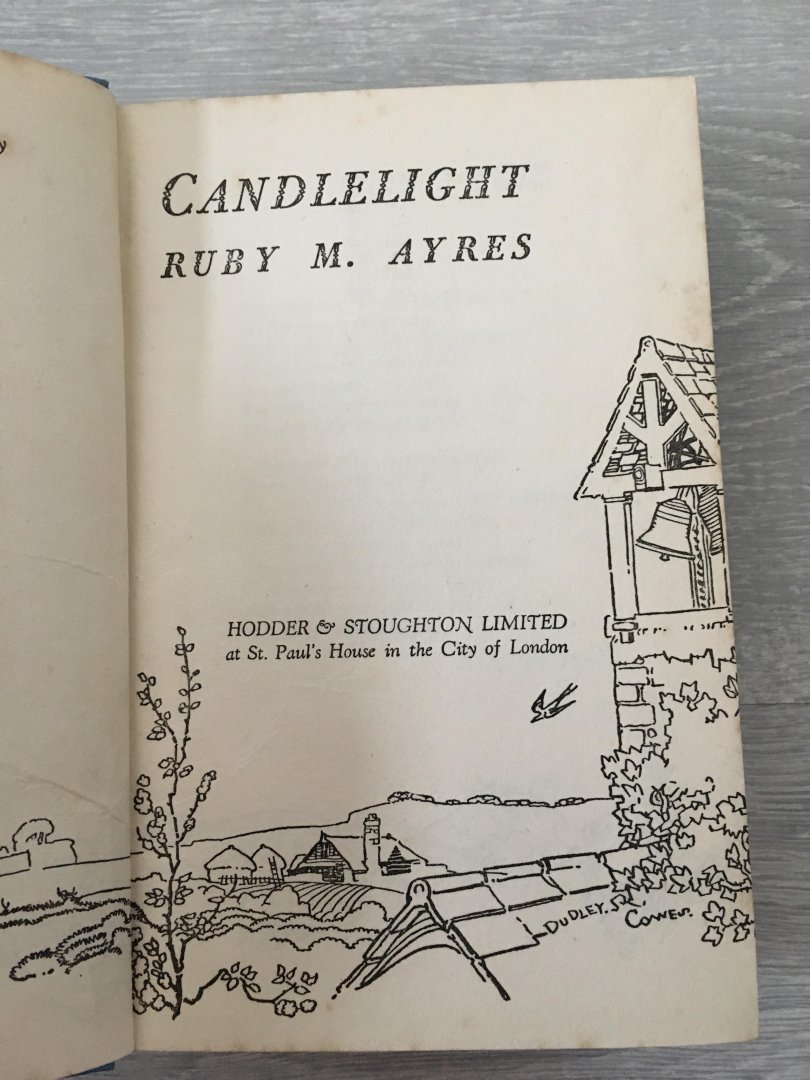 CANDLELIGHT
RUBY M. AYRES
HODDER & STOUGHTON LIMITED
at St. Paul's House in the City of London
DUDLEY. S.
COWES.